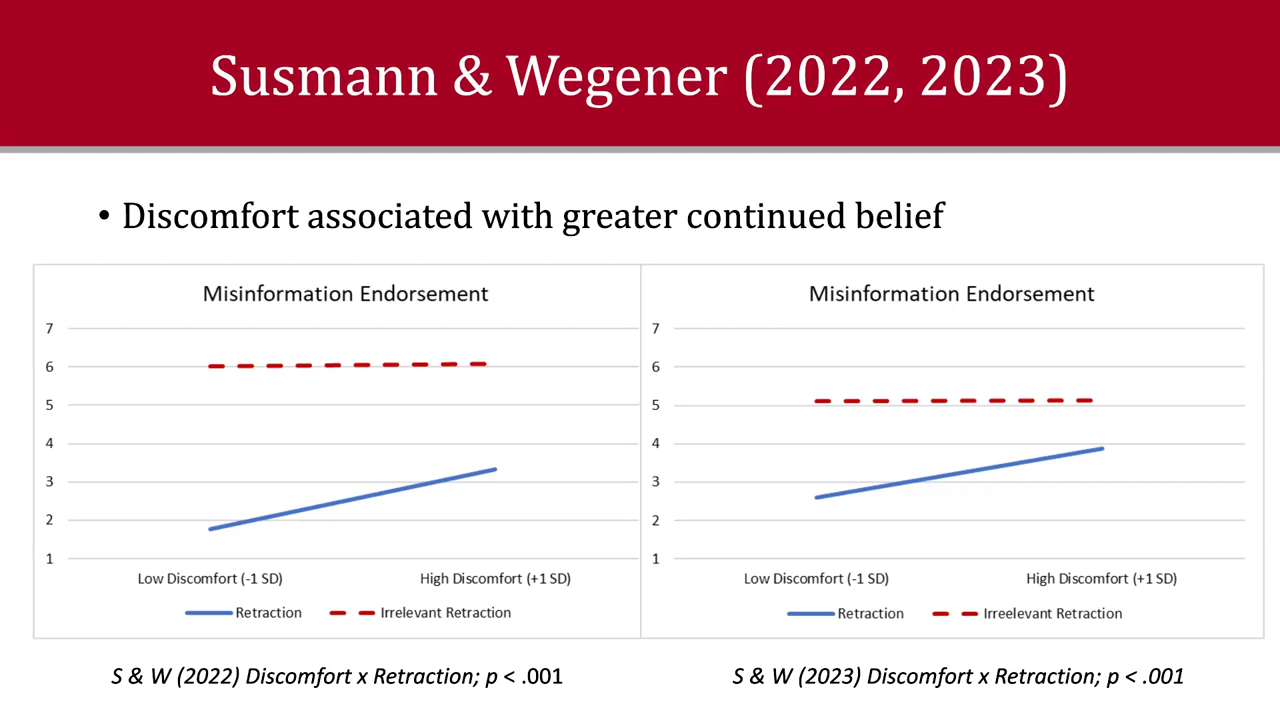 Susmann & Wegener (2022, 2023)
• Discomfort associated with greater continued belief
Misinformation Endorsement
7
6
5
4
3
2
1
Low Discomfort (-1 SD) High Discomfort (+1 SD)
Retraction Irrelevant Retraction
Misinformation Endorsement
7
6
5
4
3
2
1
Low Discomfort (-1 SD) High Discomfort (+1 SD)
Retraction Irreelevant Retraction
S & W (2022) Discomfort x Retraction; p < .001
S & W (2023) Discomfort x Retraction; p < .001